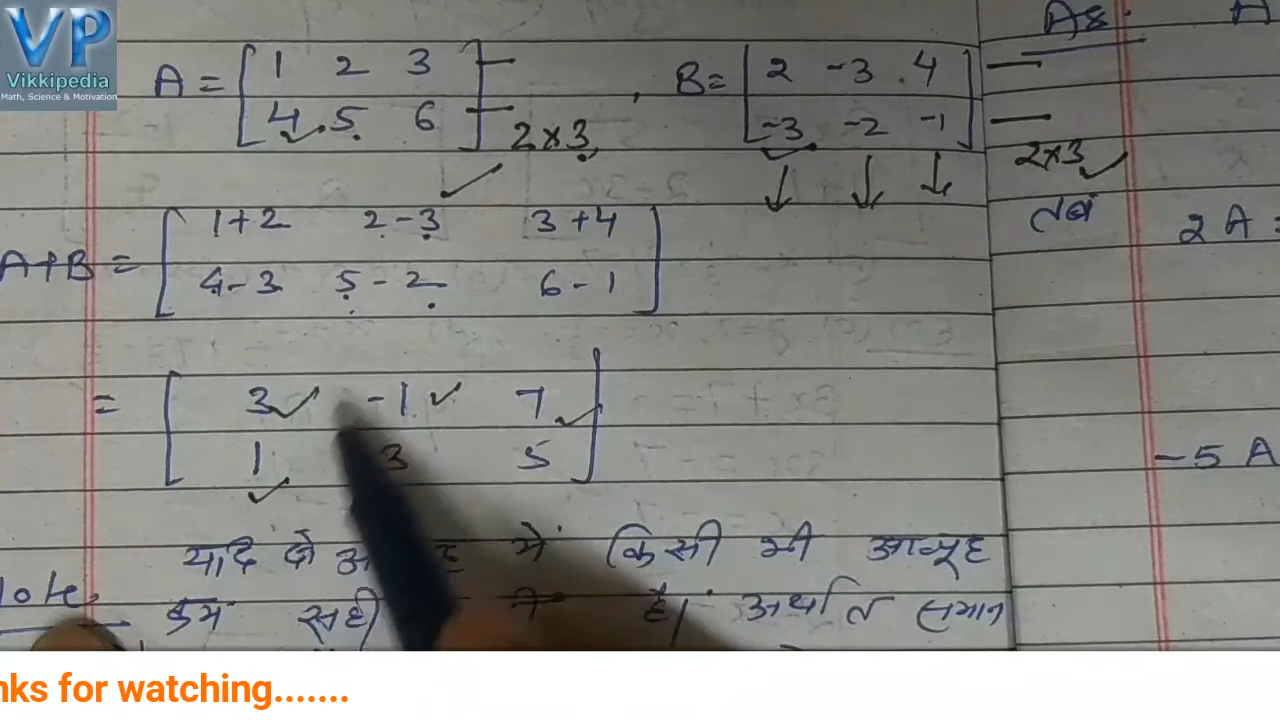 VP
Vikkipedia
Math, Science & Motivation
A = [ 1 2 3
4 5 6 ] 2×3 ,
B = [ 2 -3 4
-3 -2 -1 ] 2×3
A+B = [ 1+2 2-3 3+4
4-3 5-2 6-1 ]
= [ 3 -1 7
1 3 5 ]
यदि दो में किसी भी आव्यूह
सही है। अर्थात समान
तब
2A =
-5A
nks for watching.......